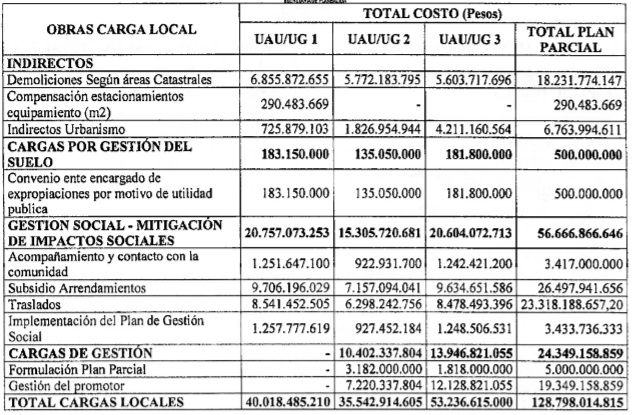 OBRAS CARGA LOCAL | TOTAL COSTO (Pesos)
UAU/UG 1 | UAU/UG 2 | UAU/UG 3 | TOTAL PLAN PARCIAL
INDIRECTOS
Demoliciones Según áreas Catastrales | 6.855.872.655 | 5.772.183.795 | 5.603.717.696 | 18.231.774.147
Compensación estacionamientos
equipamiento (m2) | 290.483.669 | - | - | 290.483.669
Indirectos Urbanismo | 725.879.103 | 1.826.954.944 | 4.211.160.564 | 6.763.994.611
CARGAS POR GESTIÓN DEL
SUELO | 183.150.000 | 135.050.000 | 181.800.000 | 500.000.000
Convenio ente encargado de
expropiaciones por motivo de utilidad
publica | 183.150.000 | 135.050.000 | 181.800.000 | 500.000.000
GESTION SOCIAL - MITIGACIÓN
DE IMPACTOS SOCIALES | 20.757.073.253 | 15.305.720.681 | 20.604.072.713 | 56.666.866.646
Acompañamiento y contacto con la
comunidad | 1.251.647.100 | 922.931.700 | 1.242.421.200 | 3.417.000.000
Subsidio Arrendamientos | 9.706.196.029 | 7.157.094.041 | 9.634.651.586 | 26.497.941.656
Traslados | 8.541.452.505 | 6.298.242.756 | 8.478.493.396 | 23.318.188.657,20
Implementación del Plan de Gestión
Social | 1.257.777.619 | 927.452.184 | 1.248.506.531 | 3.433.736.333
CARGAS DE GESTIÓN | - | 10.402.337.804 | 13.946.821.055 | 24.349.158.859
Formulación Plan Parcial | - | 3.182.000.000 | 1.818.000.000 | 5.000.000.000
Gestión del promotor | - | 7.220.337.804 | 12.128.821.055 | 19.349.158.859
TOTAL CARGAS LOCALES | 40.018.485.210 | 35.542.914.605 | 53.236.615.000 | 128.798.014.815